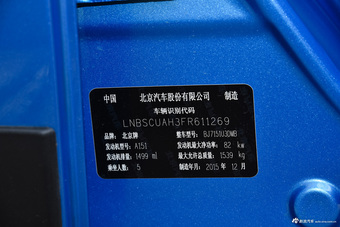 中国 北京汽车股份有限公司 制造
车辆识别代码
LNBSCUAH3FR611269
品牌：北京牌 整车型号：BJ7151U3DMB
发动机型号：A151 发动机最大净功率：82 kw
发动机排量：1499 ml 最大允许总质量：1539 kg
乘坐人数：5 制造年月：2015 年 12 月